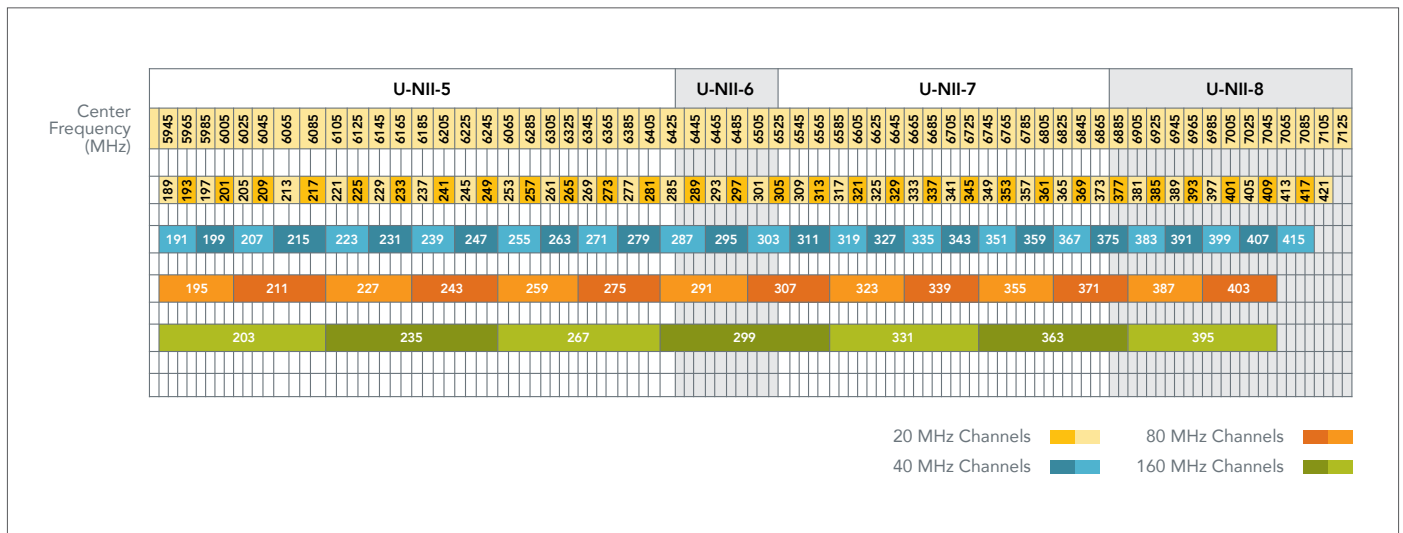 U-NII-5 U-NII-6 U-NII-7 U-NII-8
Center
Frequency
(MHz)
5945 5965 5985 6005 6025 6045 6065 6085 6105 6125 6145 6165 6185 6205 6225 6245 6065 6285 6305 6325 6345 6365 6385 6405 6425 6445 6465 6485 6505 6525 6545 6565 6585 6605 6625 6645 6665 6685 6705 6725 6745 6765 6785 6805 6825 6845 6865 6885 6905 6925 6945 6965 6985 7005 7025 7045 7065 7085 7105 7125
189 193 197 201 205 209 213 217 221 225 229 233 237 241 245 249 253 257 261 265 269 273 277 281 285 289 293 297 301 305 309 313 317 321 325 329 333 337 341 345 349 353 357 361 365 369 373 377 381 385 389 393 397 401 405 409 413 417 421
191 199 207 215 223 231 239 247 255 263 271 279 287 295 303 311 319 327 335 343 351 359 367 375 383 391 399 407 415
195 211 227 243 259 275 291 307 323 339 355 371 387 403
203 235 267 299 331 363 395
20 MHz Channels 80 MHz Channels
40 MHz Channels 160 MHz Channels